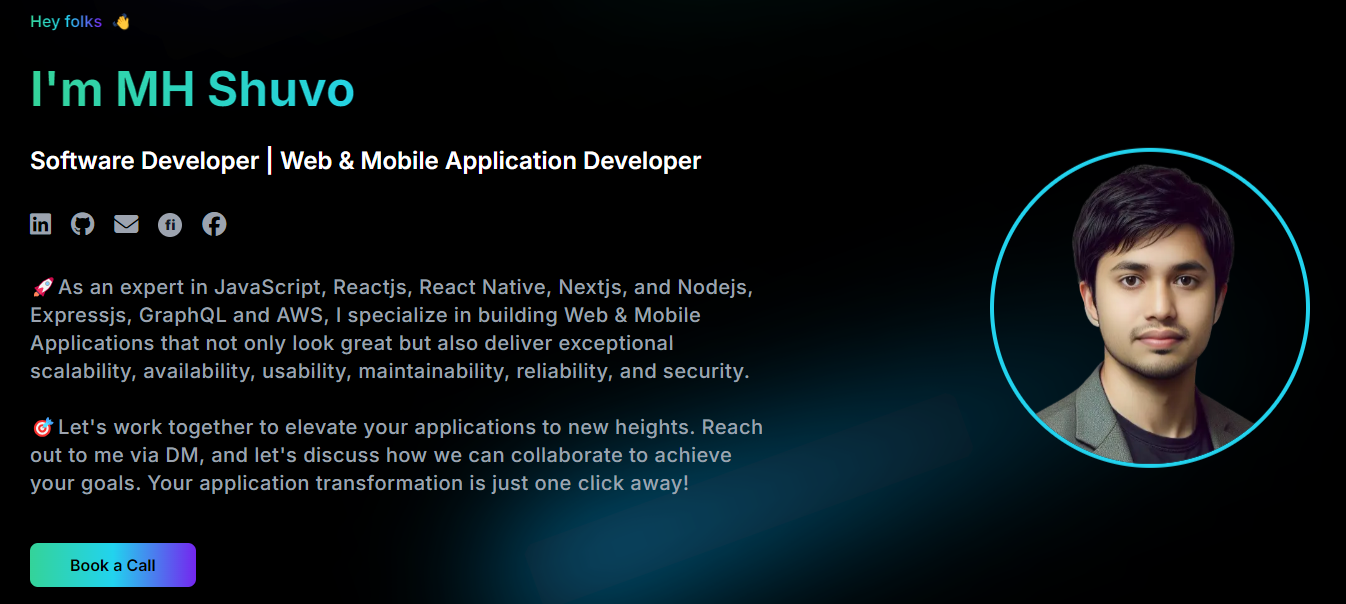 Hey folks 👋
I'm MH Shuvo
Software Developer | Web & Mobile Application Developer
in fi
🚀 As an expert in JavaScript, Reactjs, React Native, Nextjs, and Nodejs,
Expressjs, GraphQL and AWS, I specialize in building Web & Mobile
Applications that not only look great but also deliver exceptional
scalability, availability, usability, maintainability, reliability, and security.
🎯 Let's work together to elevate your applications to new heights. Reach
out to me via DM, and let's discuss how we can collaborate to achieve
your goals. Your application transformation is just one click away!
Book a Call